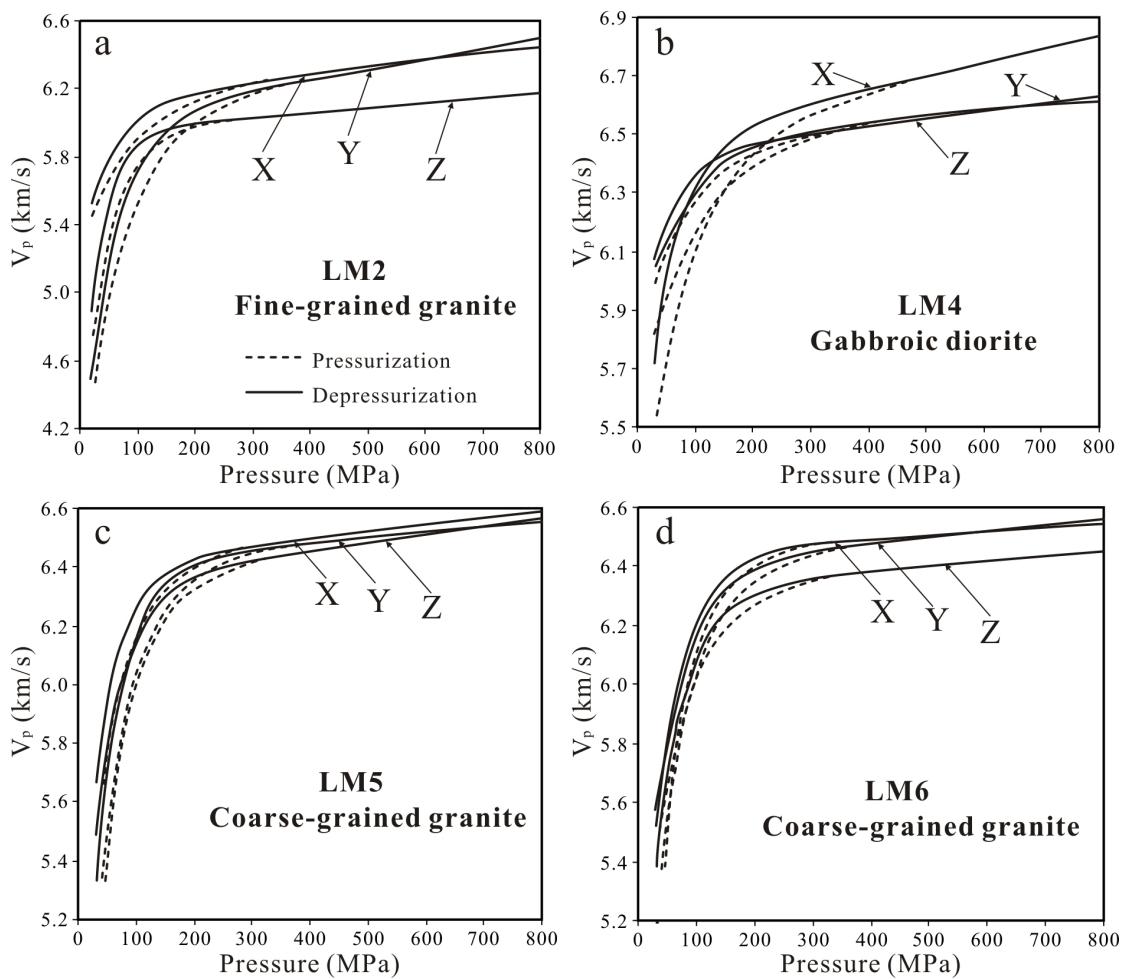 a
6.6
6.2
5.8
5.4
5.0
4.6
4.2
Vp (km/s)
X
Y
Z
LM2
Fine-grained granite
Pressurization
Depressurization
0 100 200 300 400 500 600 700 800
Pressure (MPa)
b
6.9
6.7
6.5
6.3
6.1
5.9
5.7
5.5
Vp (km/s)
X
Y
Z
LM4
Gabbroic diorite
0 100 200 300 400 500 600 700 800
Pressure (MPa)
c
6.6
6.4
6.2
6.0
5.8
5.6
5.4
5.2
Vp (km/s)
X
Y
Z
LM5
Coarse-grained granite
0 100 200 300 400 500 600 700 800
Pressure (MPa)
d
6.6
6.4
6.2
6.0
5.8
5.6
5.4
5.2
Vp (km/s)
X
Y
Z
LM6
Coarse-grained granite
0 100 200 300 400 500 600 700 800
Pressure (MPa)